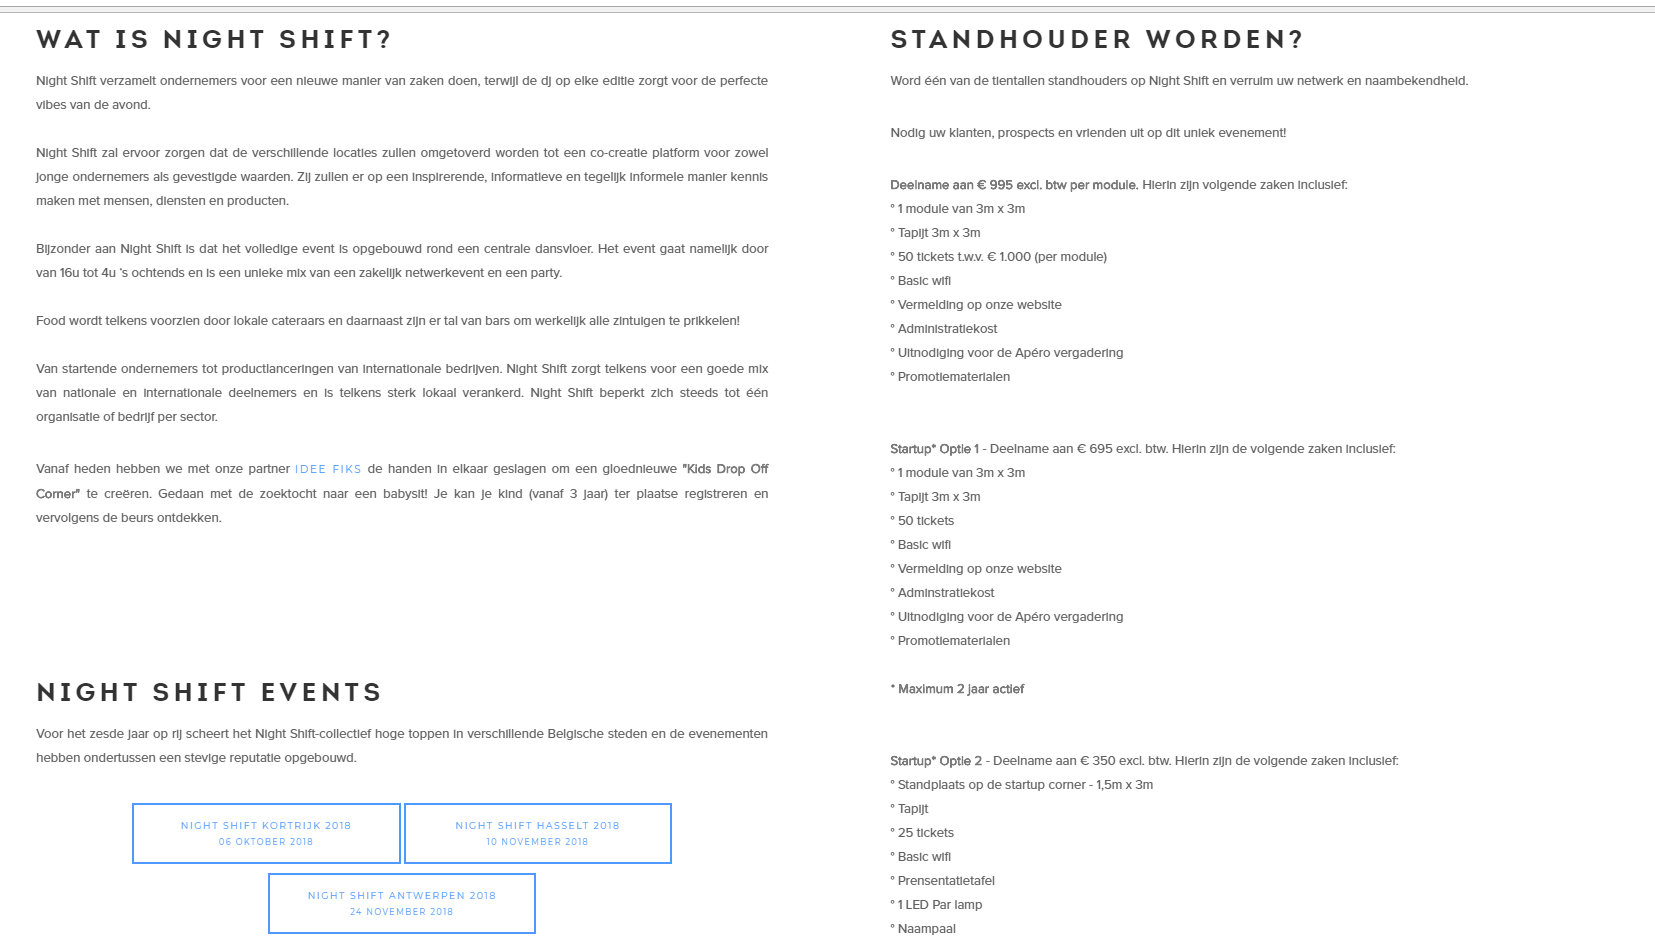 WAT IS NIGHT SHIFT?
Night Shift verzamelt ondernemers voor een nieuwe manier van zaken doen, terwijl de dj op elke editie zorgt voor de perfecte
vibes van de avond.
Night Shift zal ervoor zorgen dat de verschillende locaties zullen omgetoverd worden tot een co-creatie platform voor zowel
jonge ondernemers als gevestigde waarden. Zij zullen er op een inspirerende, informatieve en tegelijk informele manier kennis
maken met mensen, diensten en producten.
Bijzonder aan Night Shift is dat het volledige event is opgebouwd rond een centrale dansvloer. Het event gaat namelijk door
van 16u tot 4u 's ochtends en is een unieke mix van een zakelijk netwerkevent en een party.
Food wordt telkens voorzien door lokale cateraars en daarnaast zijn er tal van bars om werkelijk alle zintuigen te prikkelen!
Van startende ondernemers tot productlanceringen van internationale bedrijven. Night Shift zorgt telkens voor een goede mix
van nationale en internationale deelnemers en is telkens sterk lokaal verankerd. Night Shift beperkt zich steeds tot één
organisatie of bedrijf per sector.
Vanaf heden hebben we met onze partner IDEE FIKS de handen in elkaar geslagen om een gloednieuwe "Kids Drop Off
Corner" te creëren. Gedaan met de zoektocht naar een babysit! Je kan je kind (vanaf 3 jaar) ter plaatse registreren en
vervolgens de beurs ontdekken.
NIGHT SHIFT EVENTS
Voor het zesde jaar op rij scheert het Night Shift-collectief hoge toppen in verschillende Belgische steden en de evenementen
hebben ondertussen een stevige reputatie opgebouwd.
NIGHT SHIFT KORTRIJK 2018
06 OKTOBER 2018
NIGHT SHIFT HASSELT 2018
10 NOVEMBER 2018
NIGHT SHIFT ANTWERPEN 2018
24 NOVEMBER 2018
STANDHOUDER WORDEN?
Word één van de tientallen standhouders op Night Shift en verruim uw netwerk en naambekendheid.
Nodig uw klanten, prospects en vrienden uit op dit uniek evenement!
Deelname aan € 995 excl. btw per module. Hierin zijn volgende zaken inclusief:
° 1 module van 3m x 3m
° Tapijt 3m x 3m
° 50 tickets t.w.v. € 1.000 (per module)
° Basic wifi
° Vermelding op onze website
° Administratiekost
° Uitnodiging voor de Apéro vergadering
° Promotiematerialen
Startup* Optie 1 - Deelname aan € 695 excl. btw. Hierin zijn de volgende zaken inclusief:
° 1 module van 3m x 3m
° Tapijt 3m x 3m
° 50 tickets
° Basic wifi
° Vermelding op onze website
° Adminstratiekost
° Uitnodiging voor de Apéro vergadering
° Promotiematerialen
* Maximum 2 jaar actief
Startup* Optie 2 - Deelname aan € 350 excl. btw. Hierin zijn de volgende zaken inclusief:
° Standplaats op de startup corner - 1,5m x 3m
° Tapijt
° 25 tickets
° Basic wifi
° Prensentatietafel
° 1 LED Par lamp
° Naampaal